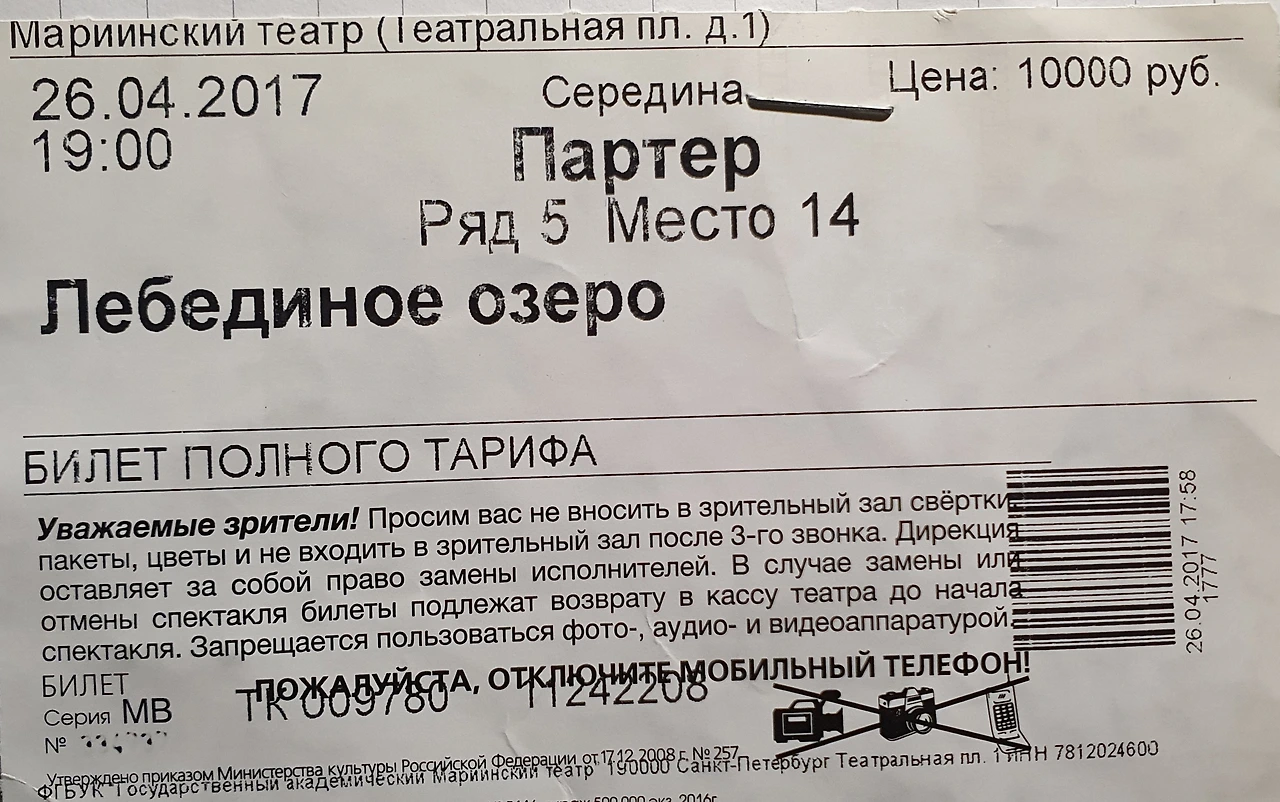 Мариинский театр (Театральная пл. д.1)
26.04.2017 Середина Цена: 10000 руб.
19:00 Партер
Ряд 5 Место 14
Лебединое озеро
БИЛЕТ ПОЛНОГО ТАРИФА
Уважаемые зрители! Просим вас не вносить в зрительный зал свёртки,
пакеты, цветы и не входить в зрительный зал после 3-го звонка. Дирекция
оставляет за собой право замены исполнителей. В случае замены или
отмены спектакля билеты подлежат возврату в кассу театра до начала
спектакля. Запрещается пользоваться фото-, аудио- и видеоаппаратурой.
26.04.2017 17:58
1777
ПОЖАЛУЙСТА, ОТКЛЮЧИТЕ МОБИЛЬНЫЙ ТЕЛЕФОН!
БИЛЕТ
Серия МВ ТК 009780 11242208
№
Утверждено приказом Министерства культуры Российской Федерации от 17.12.2008 г. № 257
ФГБУК "Государственный академический Мариинский театр" 190000 Санкт-Петербург Театральная пл. 1 ИНН 7812024600
500 000 экз. 2016г.